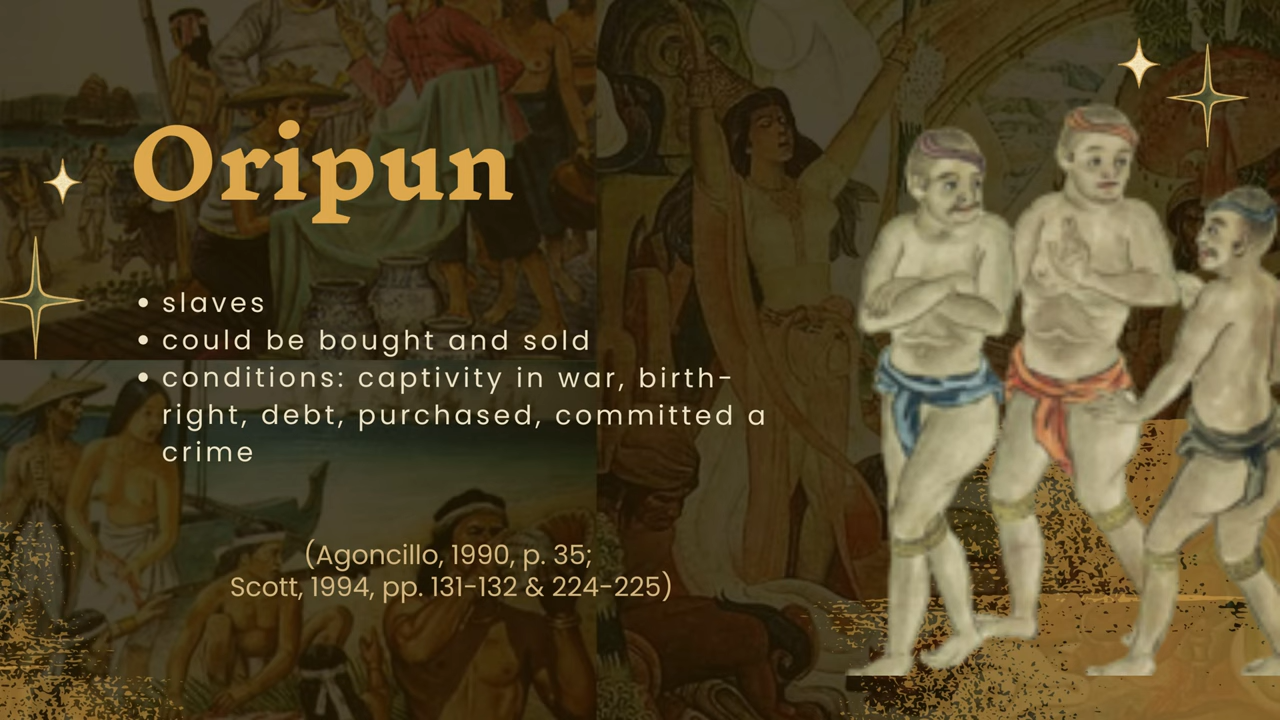 Oripun
• slaves
• could be bought and sold
• conditions: captivity in war, birth-
right, debt, purchased, committed a
crime
(Agoncillo, 1990, p. 35;
Scott, 1994, pp. 131-132 & 224-225)